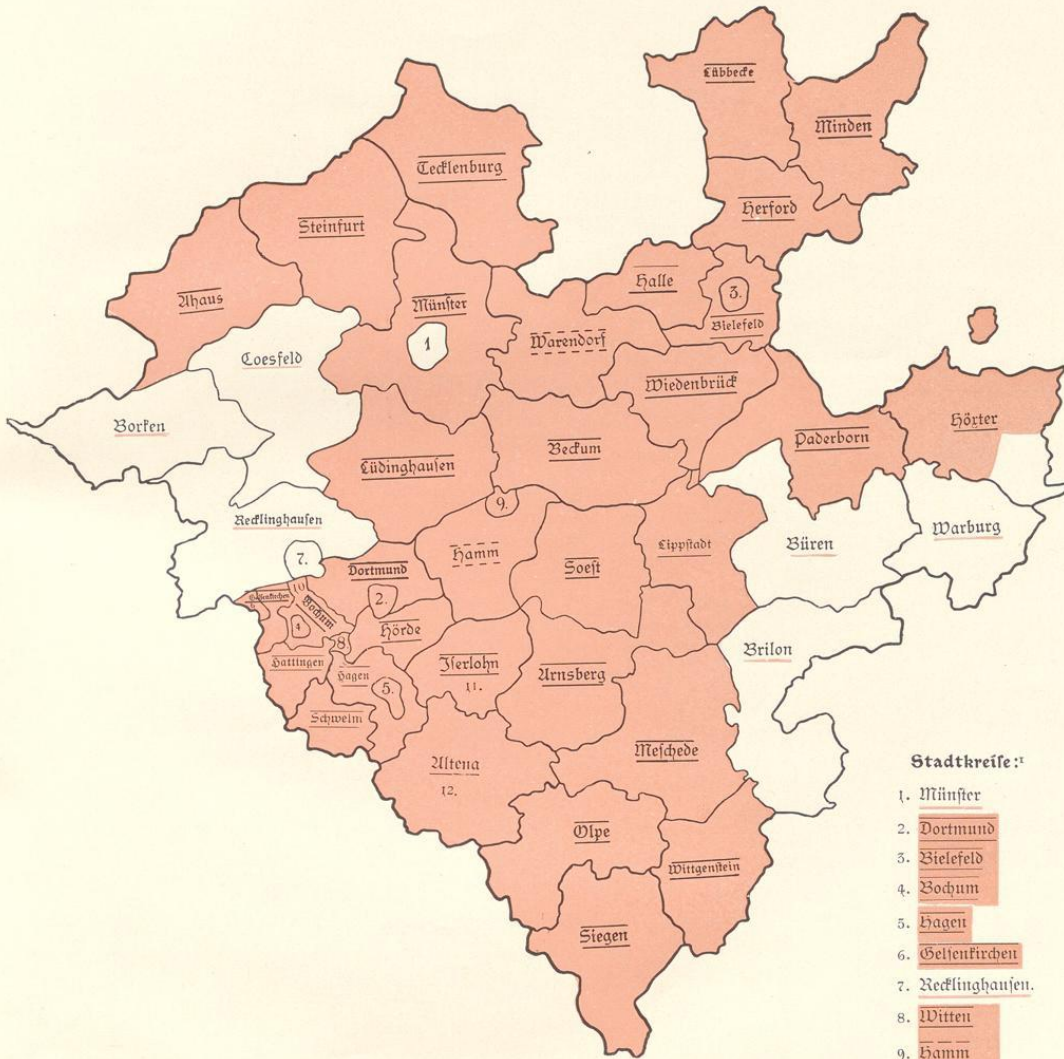 Lübbecke
Minden
Tecklenburg
Herford
Steinfurt
Halle
3.
Ahaus
Münſter
Bielefeld
1
Warendorf
Coesfeld
Wiedenbrück
Borken
Hörter
Paderborn
Beckum
Lüdinghauſen
9.
Recklinghauſen
Warburg
Büren
Lippſtadt
Hamm
Soeſt
7.
Dortmund
10
Gelſenkirchen
2.
Bochum
4
Hörde
8
Brilon
Hattingen
Iſerlohn
11.
Arnsberg
Hagen
5.
Schwelm
Meſchede
Altena
12.
Olpe
Wittgenſtein
Siegen
Stadtkreiſe:¹
1. Münſter
2. Dortmund
3. Bielefeld
4. Bochum
5. Hagen
6. Gelſenkirchen
7. Recklinghauſen.
8. Witten
9. Hamm